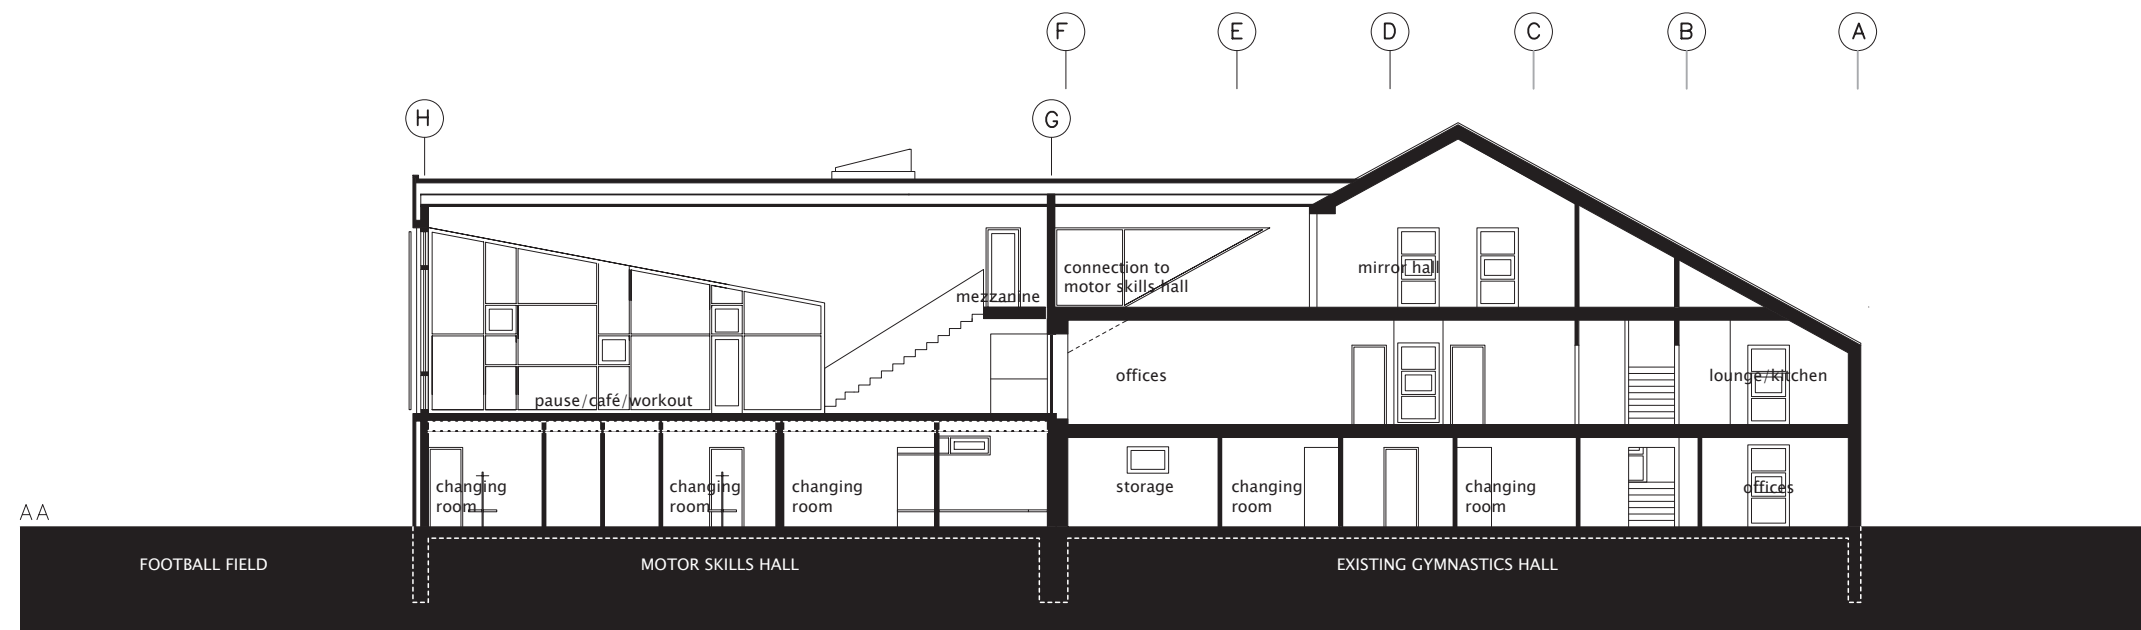 F E D C B A
H G
connection to
motor skills hall
mirror hall
mezzanine
offices
lounge/kitchen
pause/café/workout
changing
room
changing
room
changing
room
storage
changing
room
changing
room
offices
AA
FOOTBALL FIELD
MOTOR SKILLS HALL
EXISTING GYMNASTICS HALL